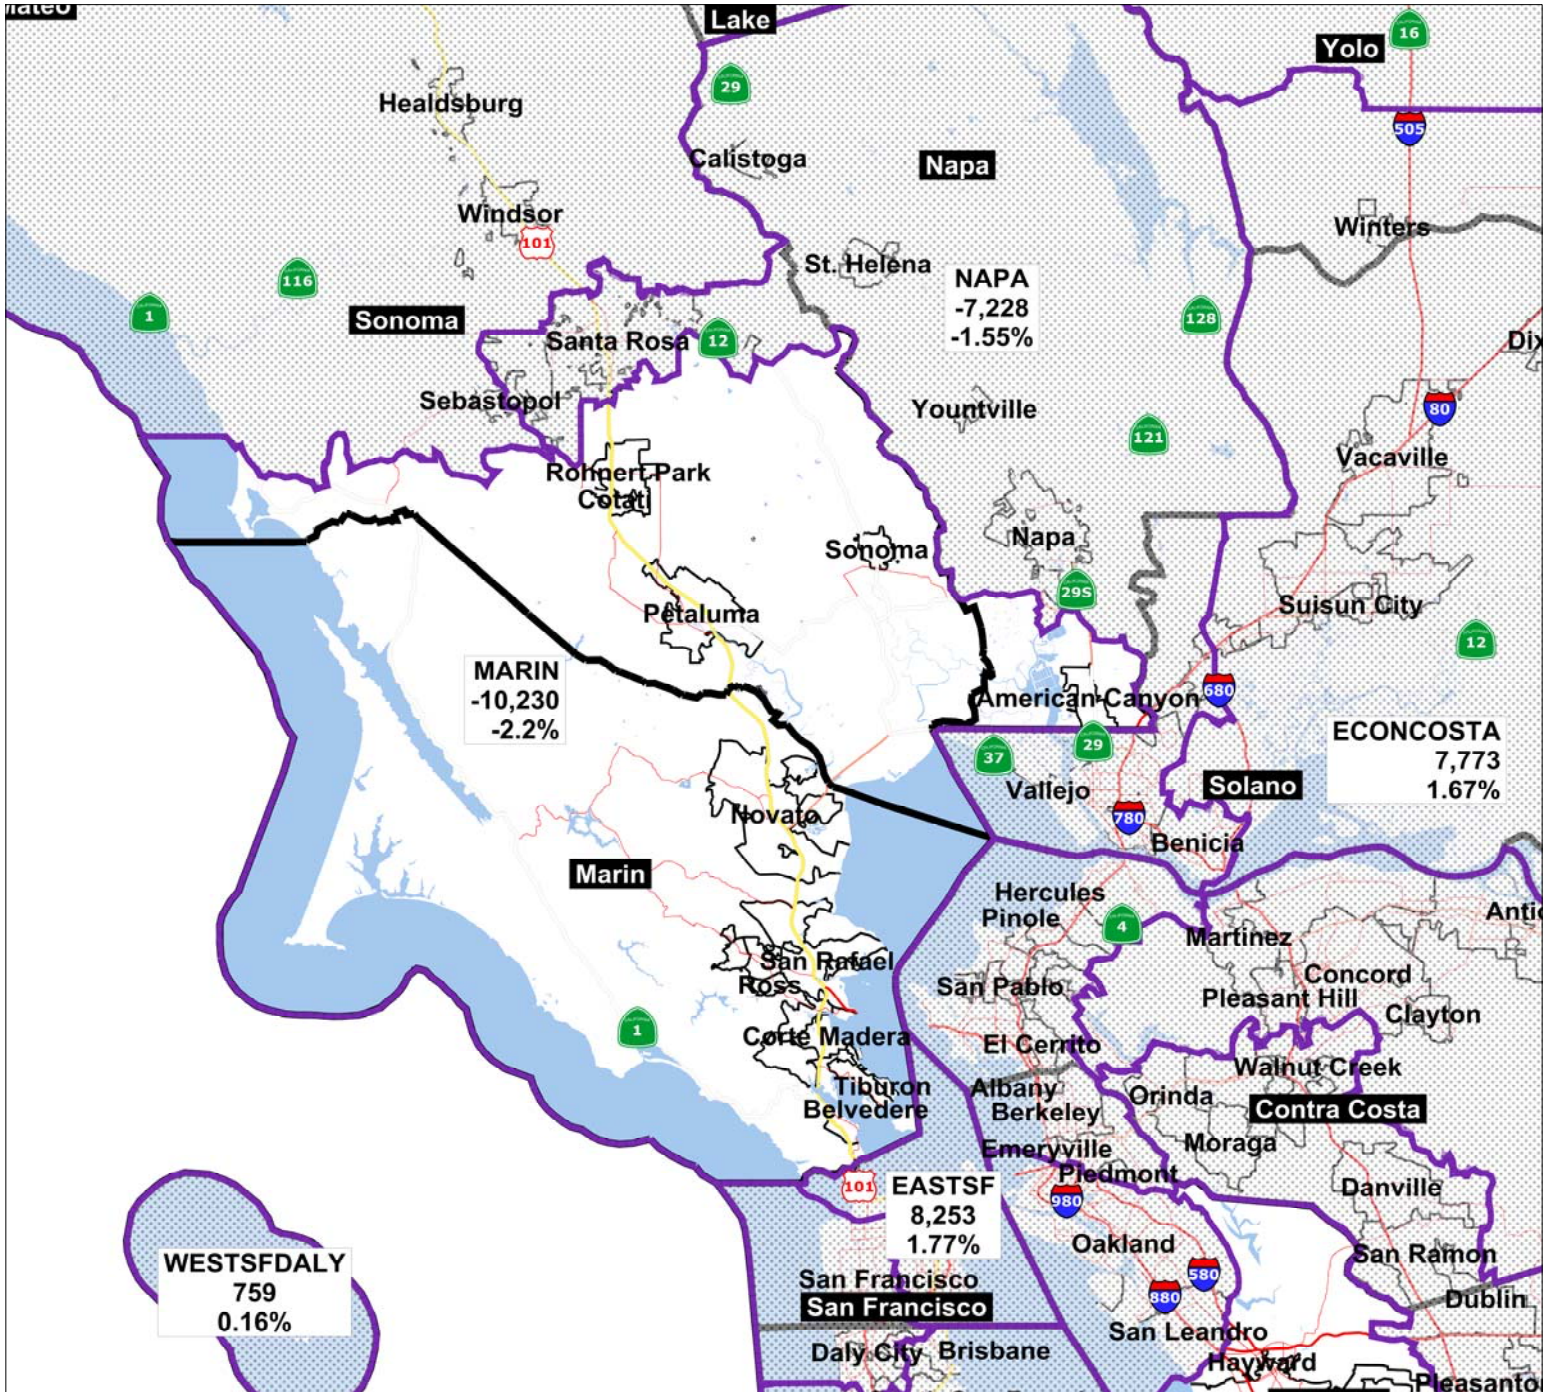 Lake
16
Yolo
29
Healdsburg
505
Calistoga
Napa
Windsor
101
Winters
St. Helena
116
NAPA
-7,228
-1.55%
1
Sonoma
128
Santa Rosa
12
Sebastopol
80
Yountville
121
Vacaville
Rohnert Park
Cotati
Napa
Sonoma
29S
Suisun City
Petaluma
12
MARIN
-10,230
-2.2%
680
American Canyon
ECONCOSTA
7,773
1.67%
29
37
Vallejo
Solano
Novato
780
Benicia
Marin
Hercules
Pinole
4
Martinez
San Rafael
Ross
Concord
San Pablo
Pleasant Hill
Clayton
1
Corte Madera
El Cerrito
Walnut Creek
Tiburon
Albany
Orinda
Belvedere
Berkeley
Contra Costa
Moraga
Emeryville
Piedmont
101
EASTSF
8,253
1.77%
980
Danville
Oakland
San Ramon
WESTSFDALY
759
0.16%
San Francisco
580
San Francisco
880
Dublin
San Leandro
Daly City
Brisbane
Hayward